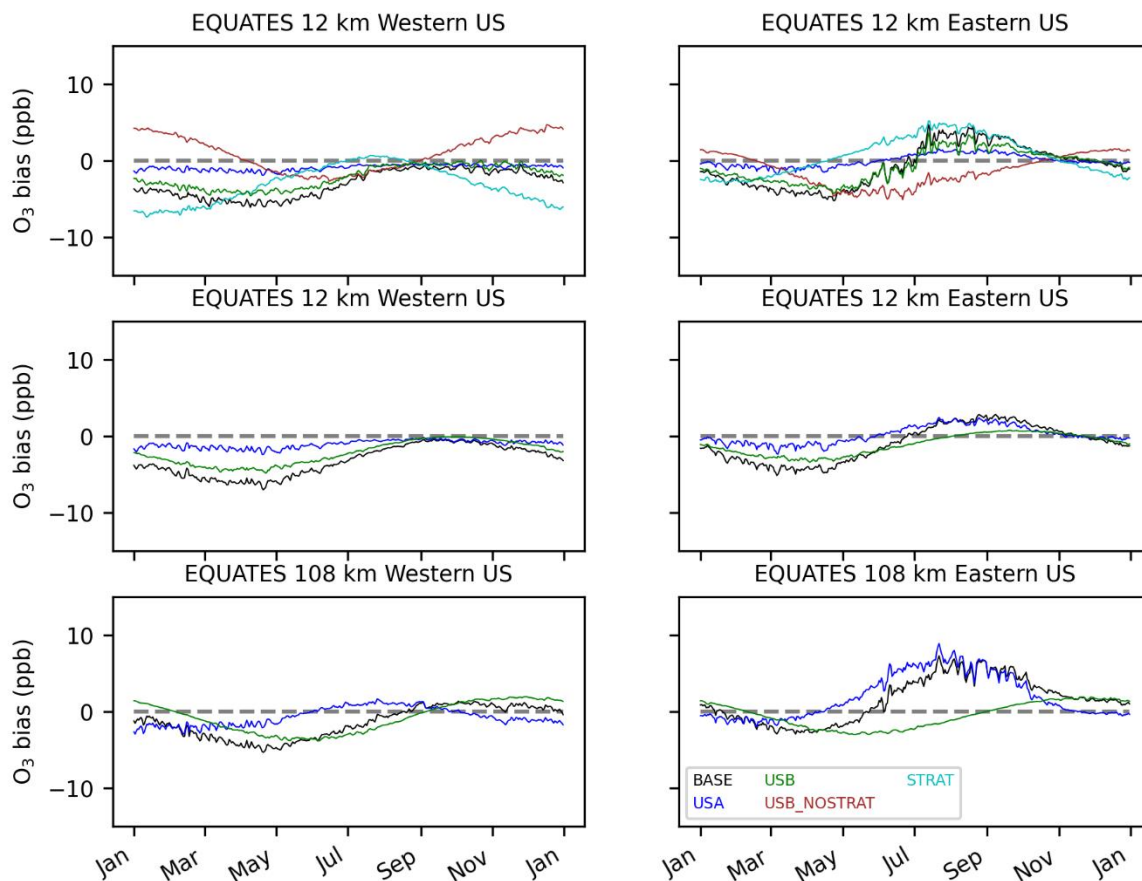 EQUATES 12 km Western US
EQUATES 12 km Eastern US
O₃ bias (ppb)
10
0
−10
EQUATES 12 km Western US
EQUATES 12 km Eastern US
O₃ bias (ppb)
10
0
−10
EQUATES 108 km Western US
EQUATES 108 km Eastern US
O₃ bias (ppb)
10
0
−10
BASE USB STRAT
USA USB_NOSTRAT
Jan Mar May Jul Sep Nov Jan
Jan Mar May Jul Sep Nov Jan